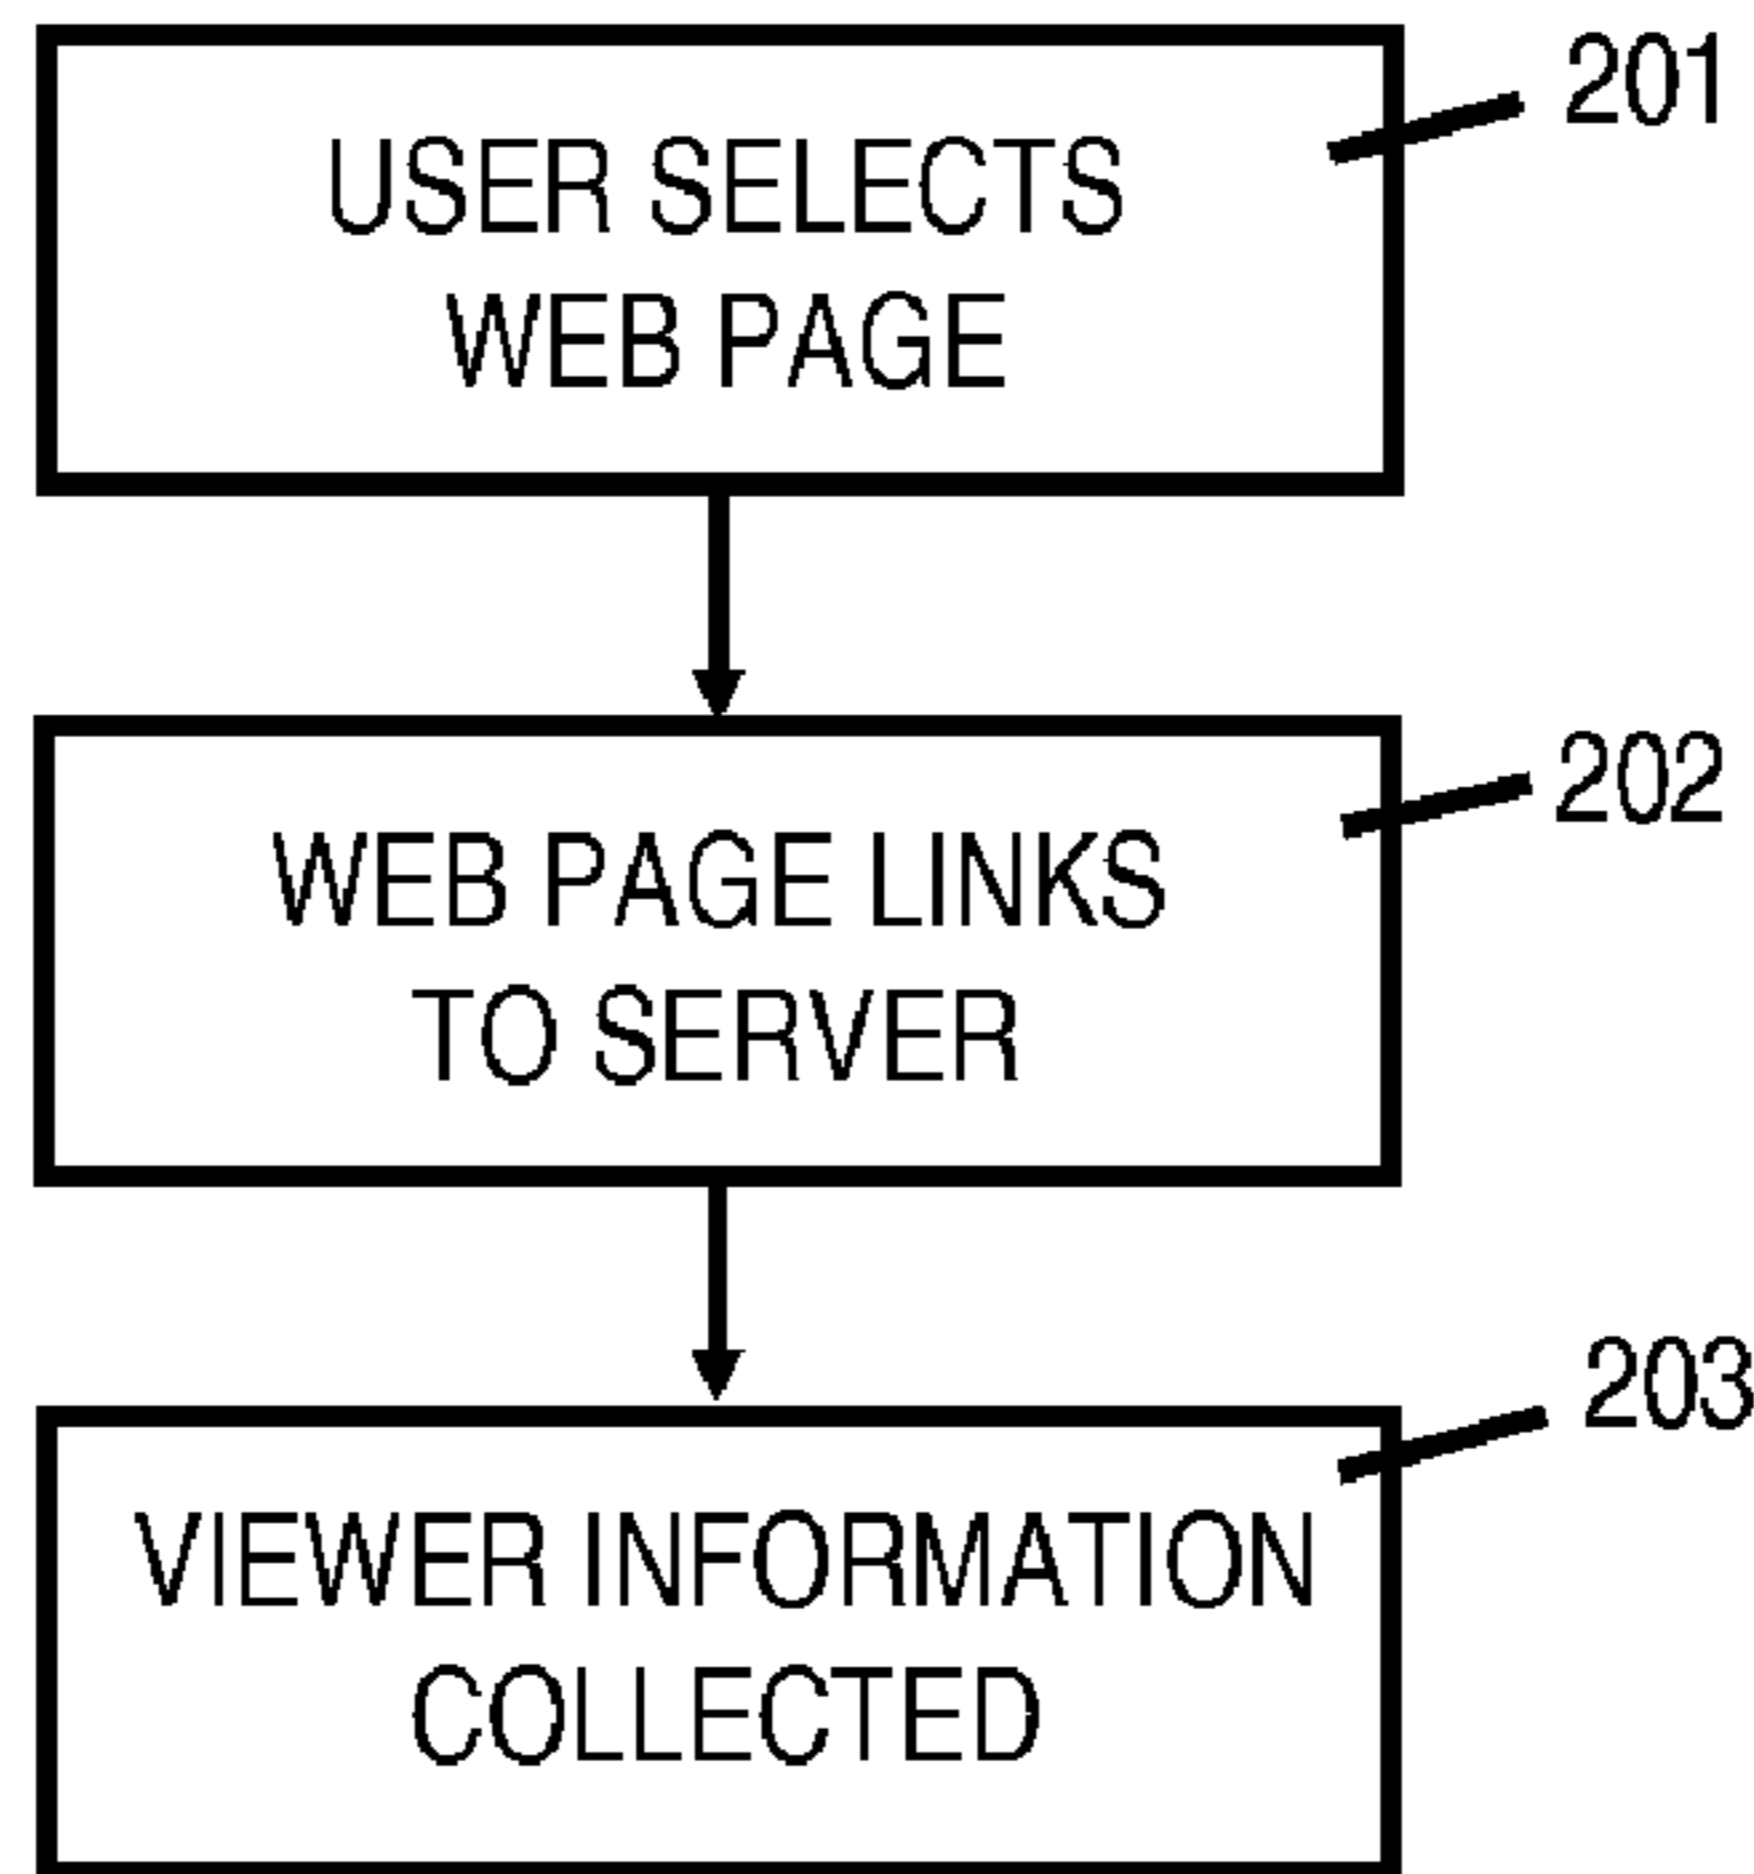 201
USER SELECTS
WEB PAGE
202
WEB PAGE LINKS
TO SERVER
203
VIEWER INFORMATION
COLLECTED